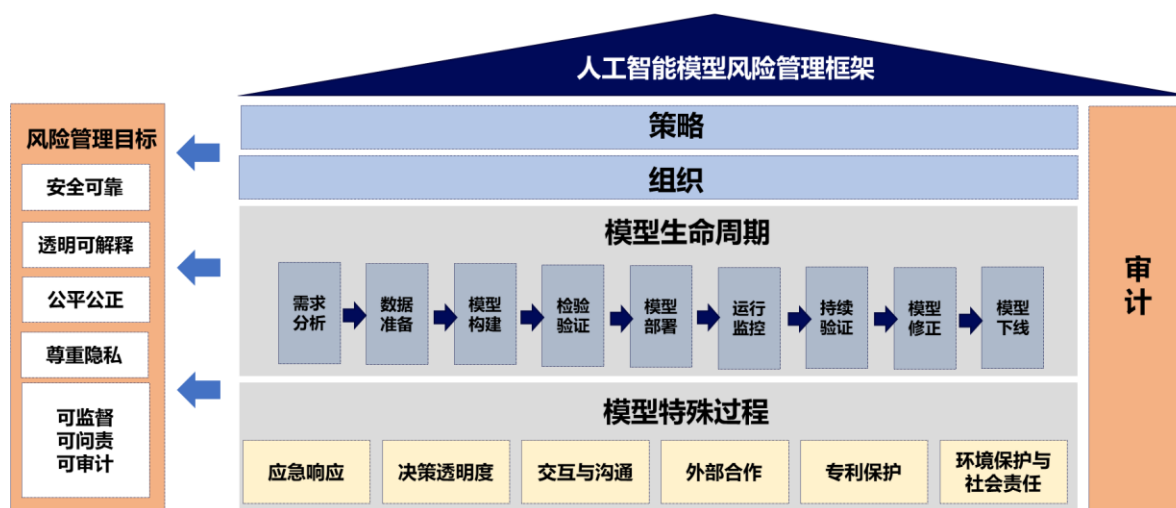 人工智能模型风险管理框架
风险管理目标
安全可靠
透明可解释
公平公正
尊重隐私
可监督
可问责
可审计
策略
组织
模型生命周期
需求
分析
数据
准备
模型
构建
检验
验证
模型
部署
运行
监控
持续
验证
模型
修正
模型
下线
模型特殊过程
应急响应
决策透明度
交互与沟通
外部合作
专利保护
环境保护与
社会责任
审
计